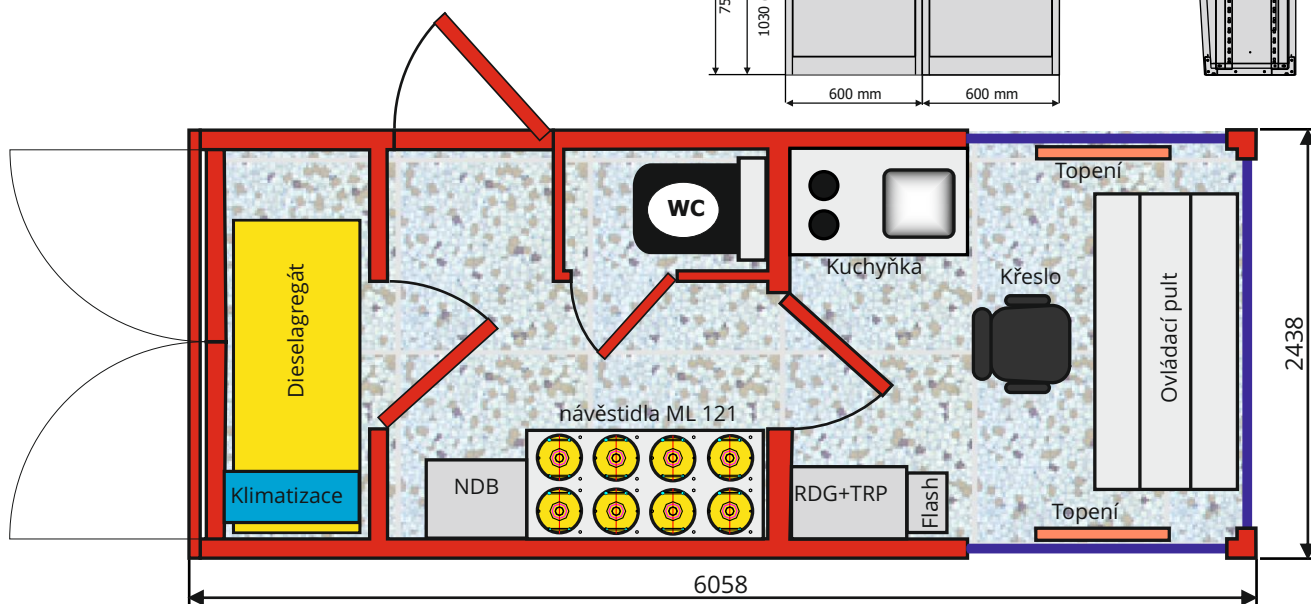 1030
600 mm
600 mm
Topení
WC
Kuchyňka
Křeslo
Dieselagregát
Ovládací pult
2438
návěstidla ML 121
Klimatizace
NDB
RDG+TRP
Flash
Topení
6058